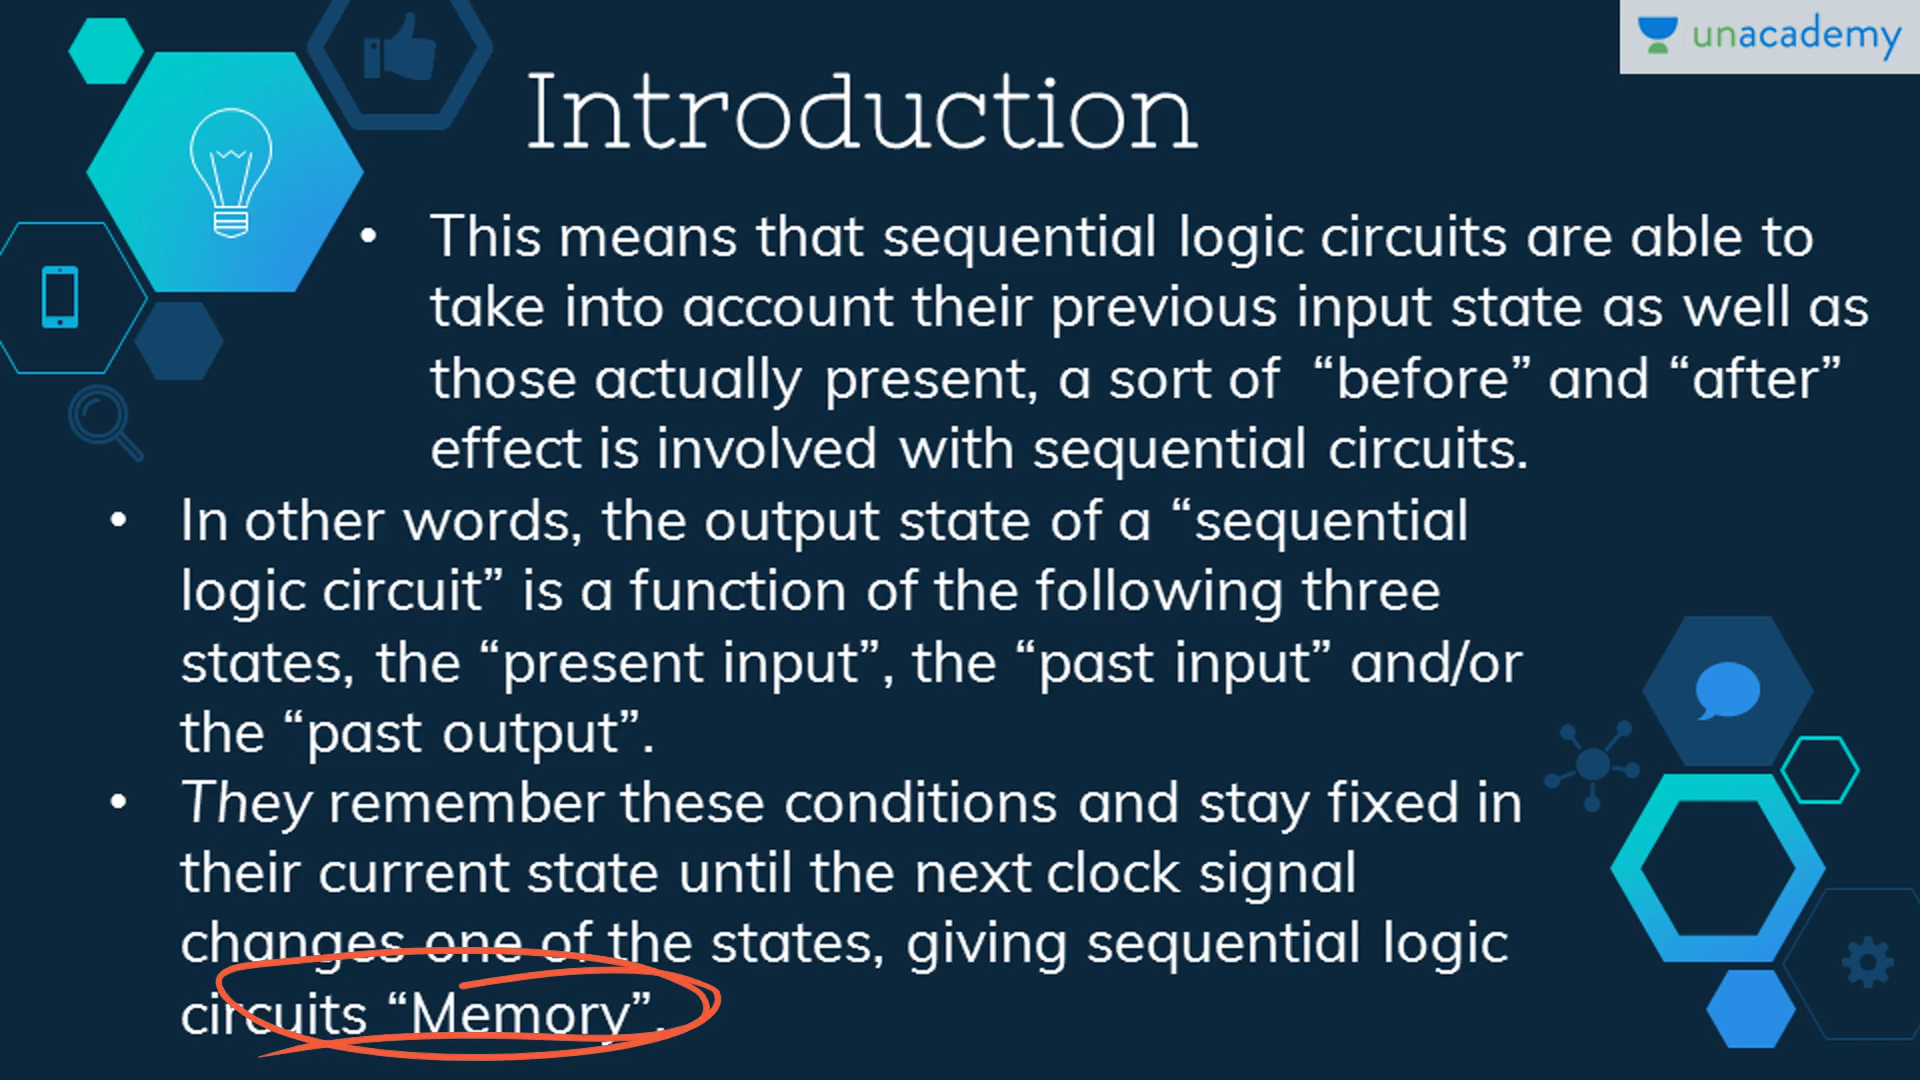 unacademy
Introduction
• This means that sequential logic circuits are able to
take into account their previous input state as well as
those actually present, a sort of “before” and “after”
effect is involved with sequential circuits.
• In other words, the output state of a “sequential
logic circuit” is a function of the following three
states, the “present input”, the “past input” and/or
the “past output”.
• They remember these conditions and stay fixed in
their current state until the next clock signal
changes one of the states, giving sequential logic
circuits “Memory”.